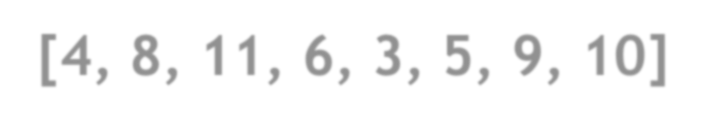 [4, 8, 11, 6, 3, 5, 9, 10]